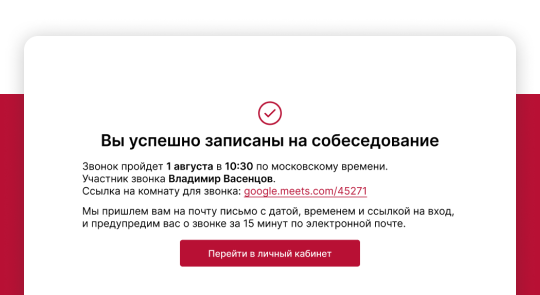 Вы успешно записаны на собеседование
Звонок пройдет 1 августа в 10:30 по московскому времени.
Участник звонка Владимир Васенцов.
Ссылка на комнату для звонка: google.meets.com/45271
Мы пришлем вам на почту письмо с датой, временем и ссылкой на вход,
и предупредим вас о звонке за 15 минут по электронной почте.
Перейти в личный кабинет